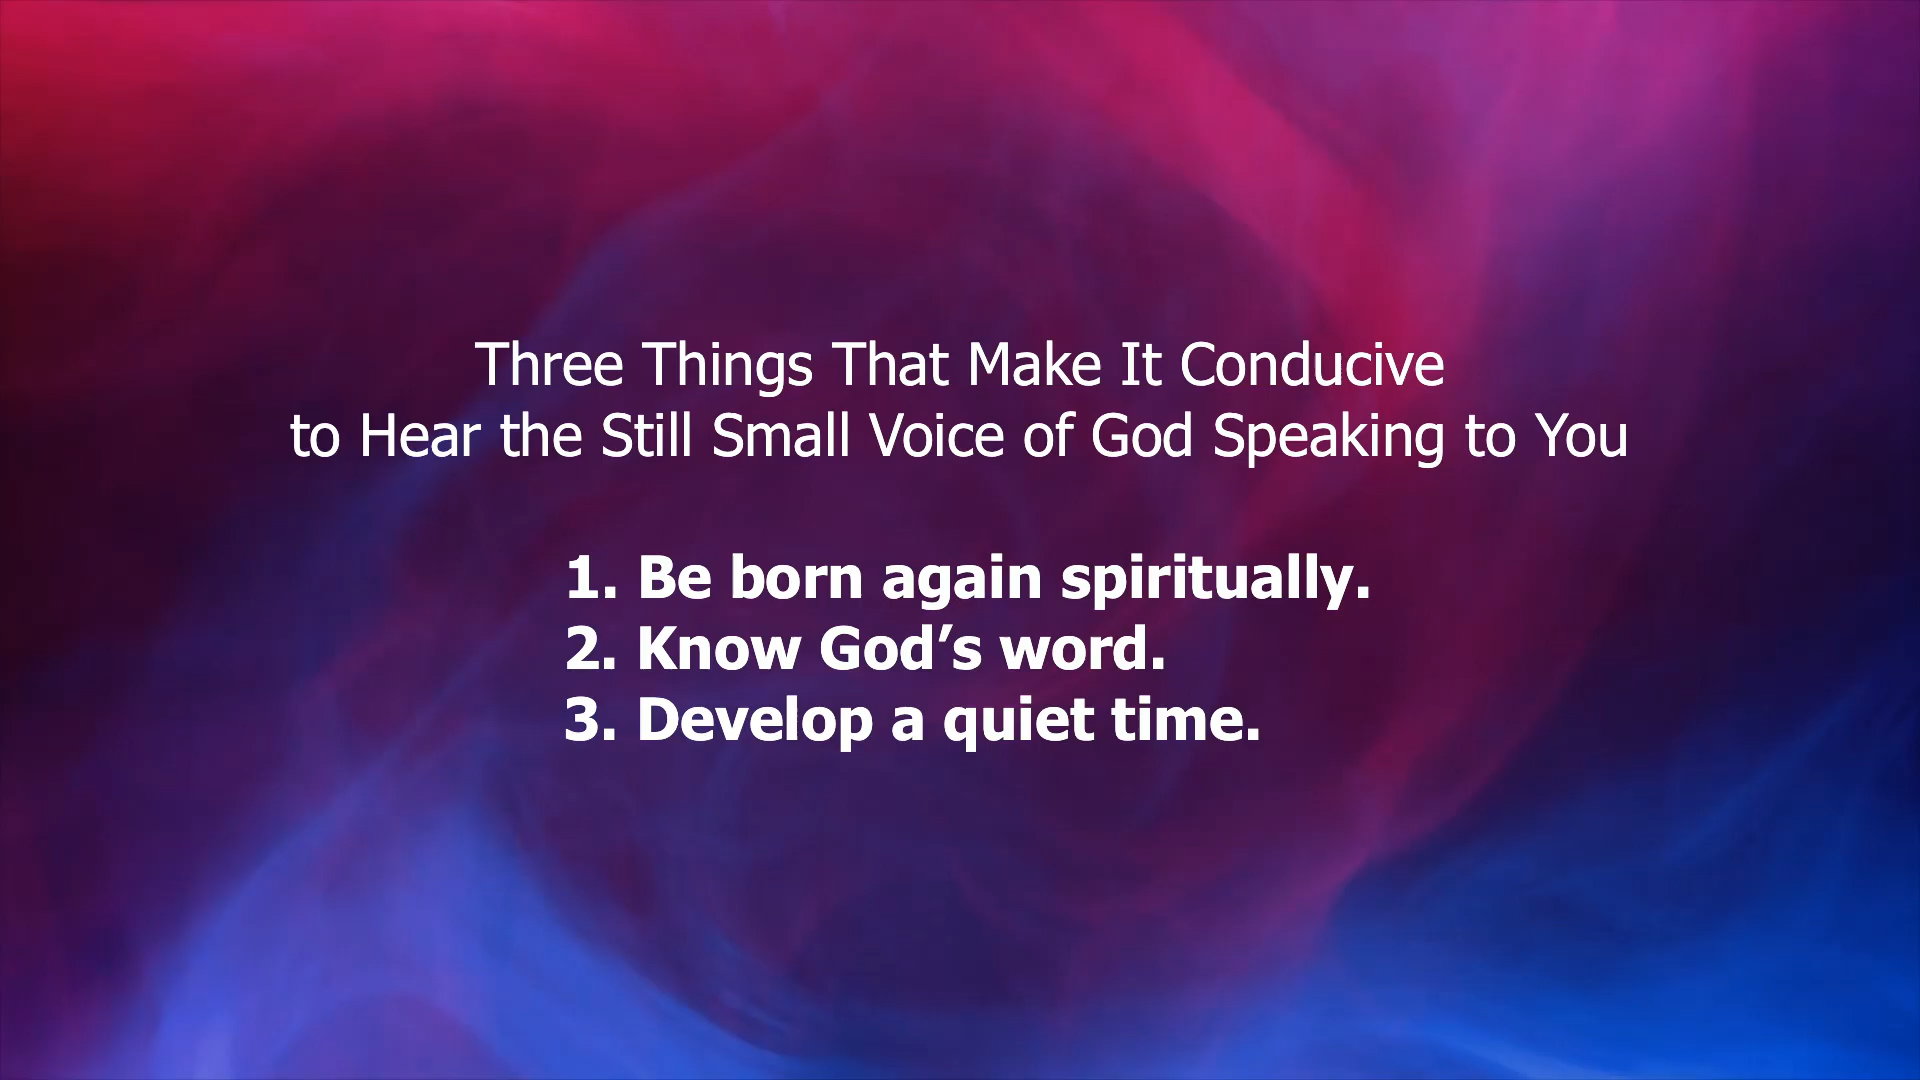 Three Things That Make It Conducive
to Hear the Still Small Voice of God Speaking to You
1. Be born again spiritually.
2. Know God’s word.
3. Develop a quiet time.